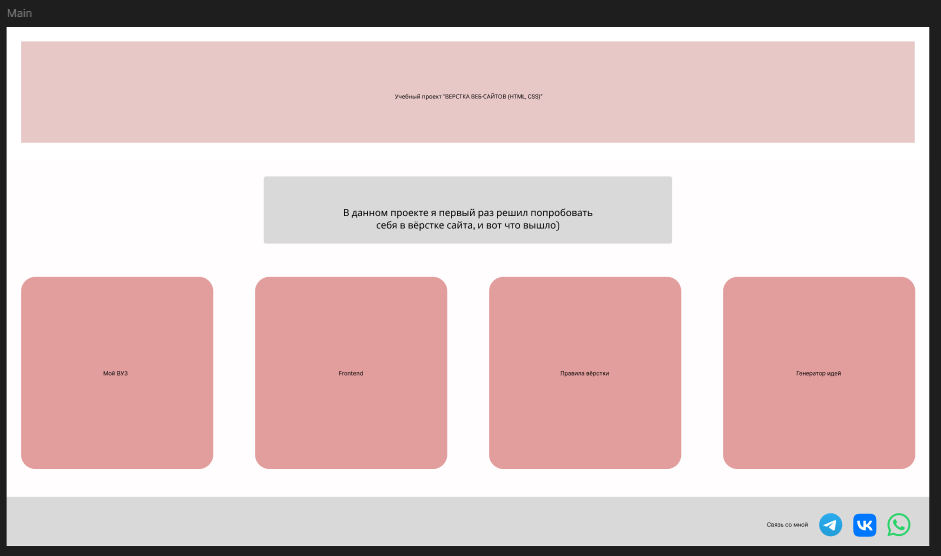 Main
Учебный проект "ВЕРСТКА ВЕБ-САЙТОВ (HTML, CSS)"
В данном проекте я первый раз решил попробовать
себя в вёрстке сайта, и вот что вышло)
Мой ВУЗ
Frontend
Правила вёрстки
Генератор идей
Связь со мной